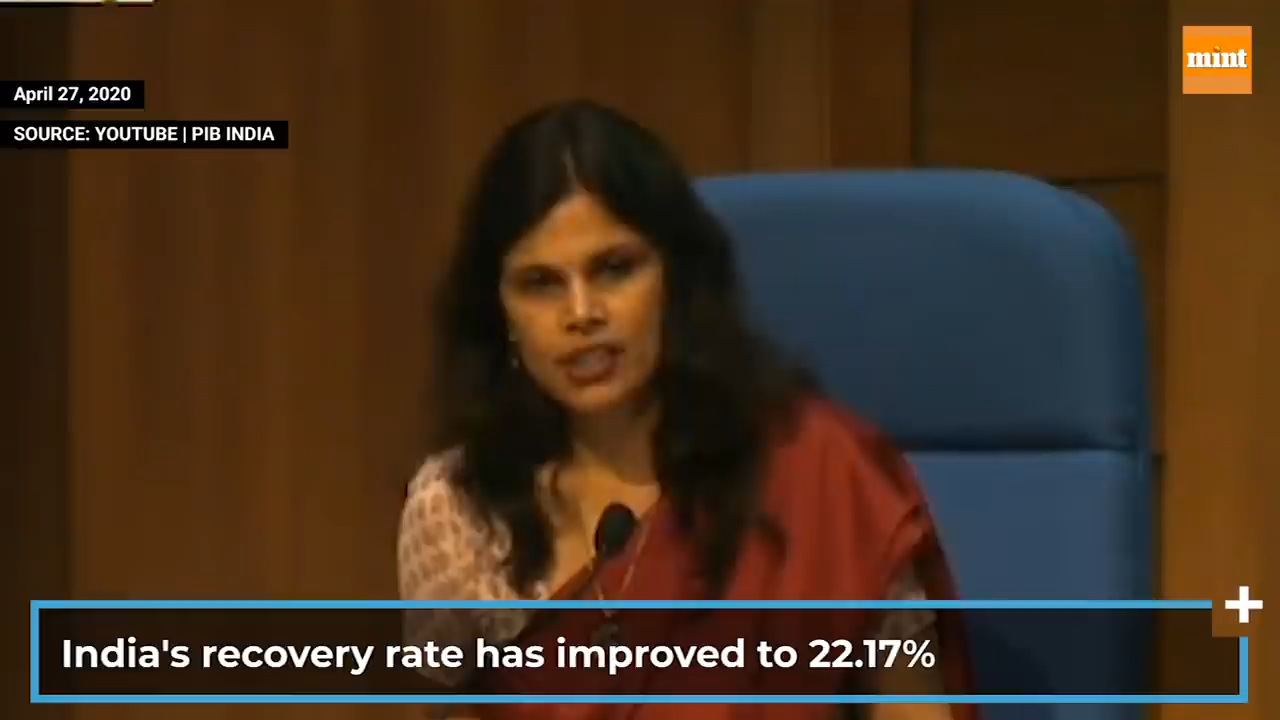 mint
April 27, 2020
SOURCE: YOUTUBE | PIB INDIA
India's recovery rate has improved to 22.17%